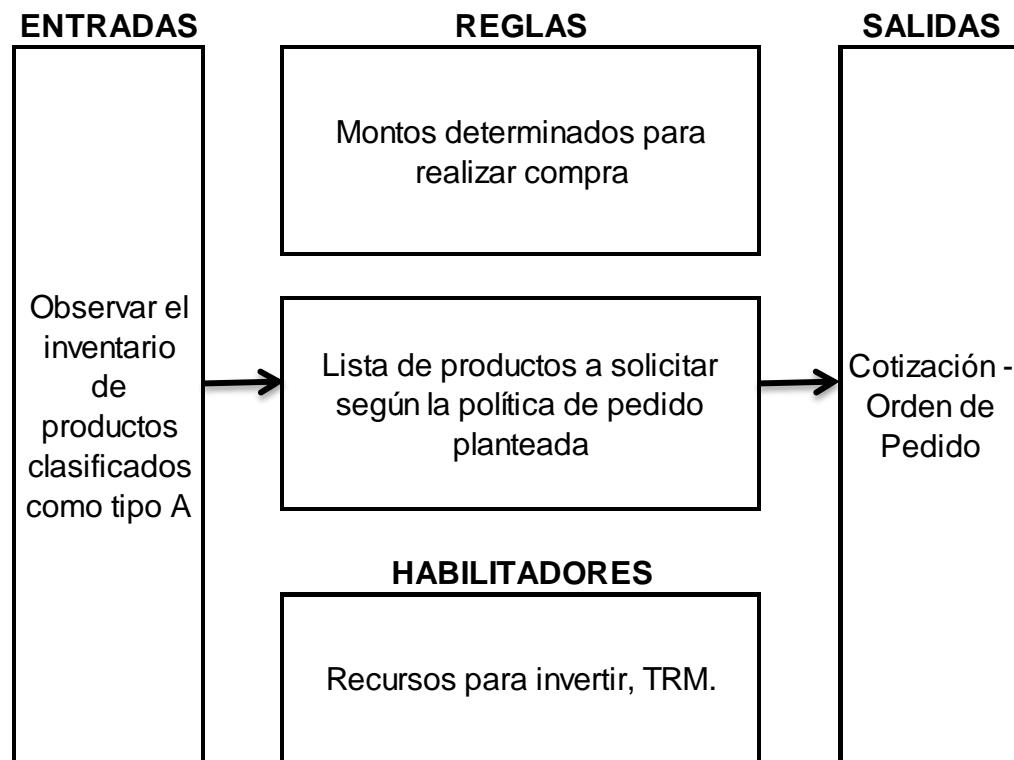 ENTRADAS
REGLAS
SALIDAS
Montos determinados para
realizar compra
Observar el
inventario
de
productos
clasificados
como tipo A
Lista de productos a solicitar
según la política de pedido
planteada
Cotización -
Orden de
Pedido
HABILITADORES
Recursos para invertir, TRM.